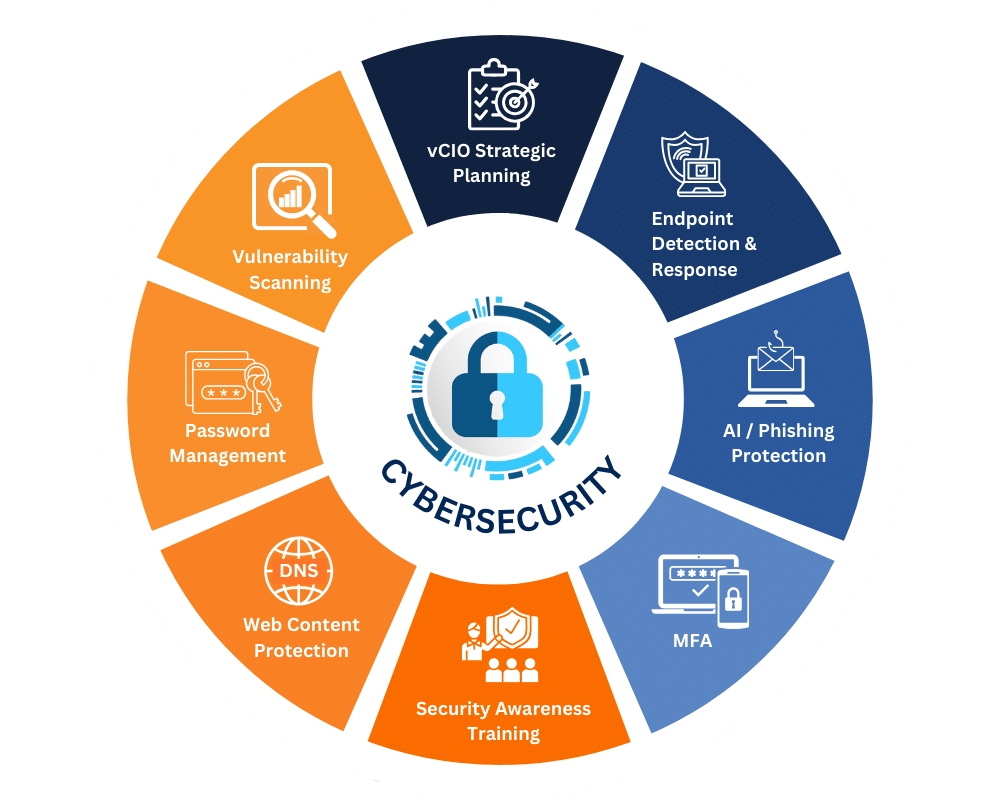 vCIO Strategic
Planning
Endpoint
Detection &
Response
AI / Phishing
Protection
MFA
Security Awareness
Training
DNS
Web Content
Protection
Password
Management
Vulnerability
Scanning
CYBERSECURITY